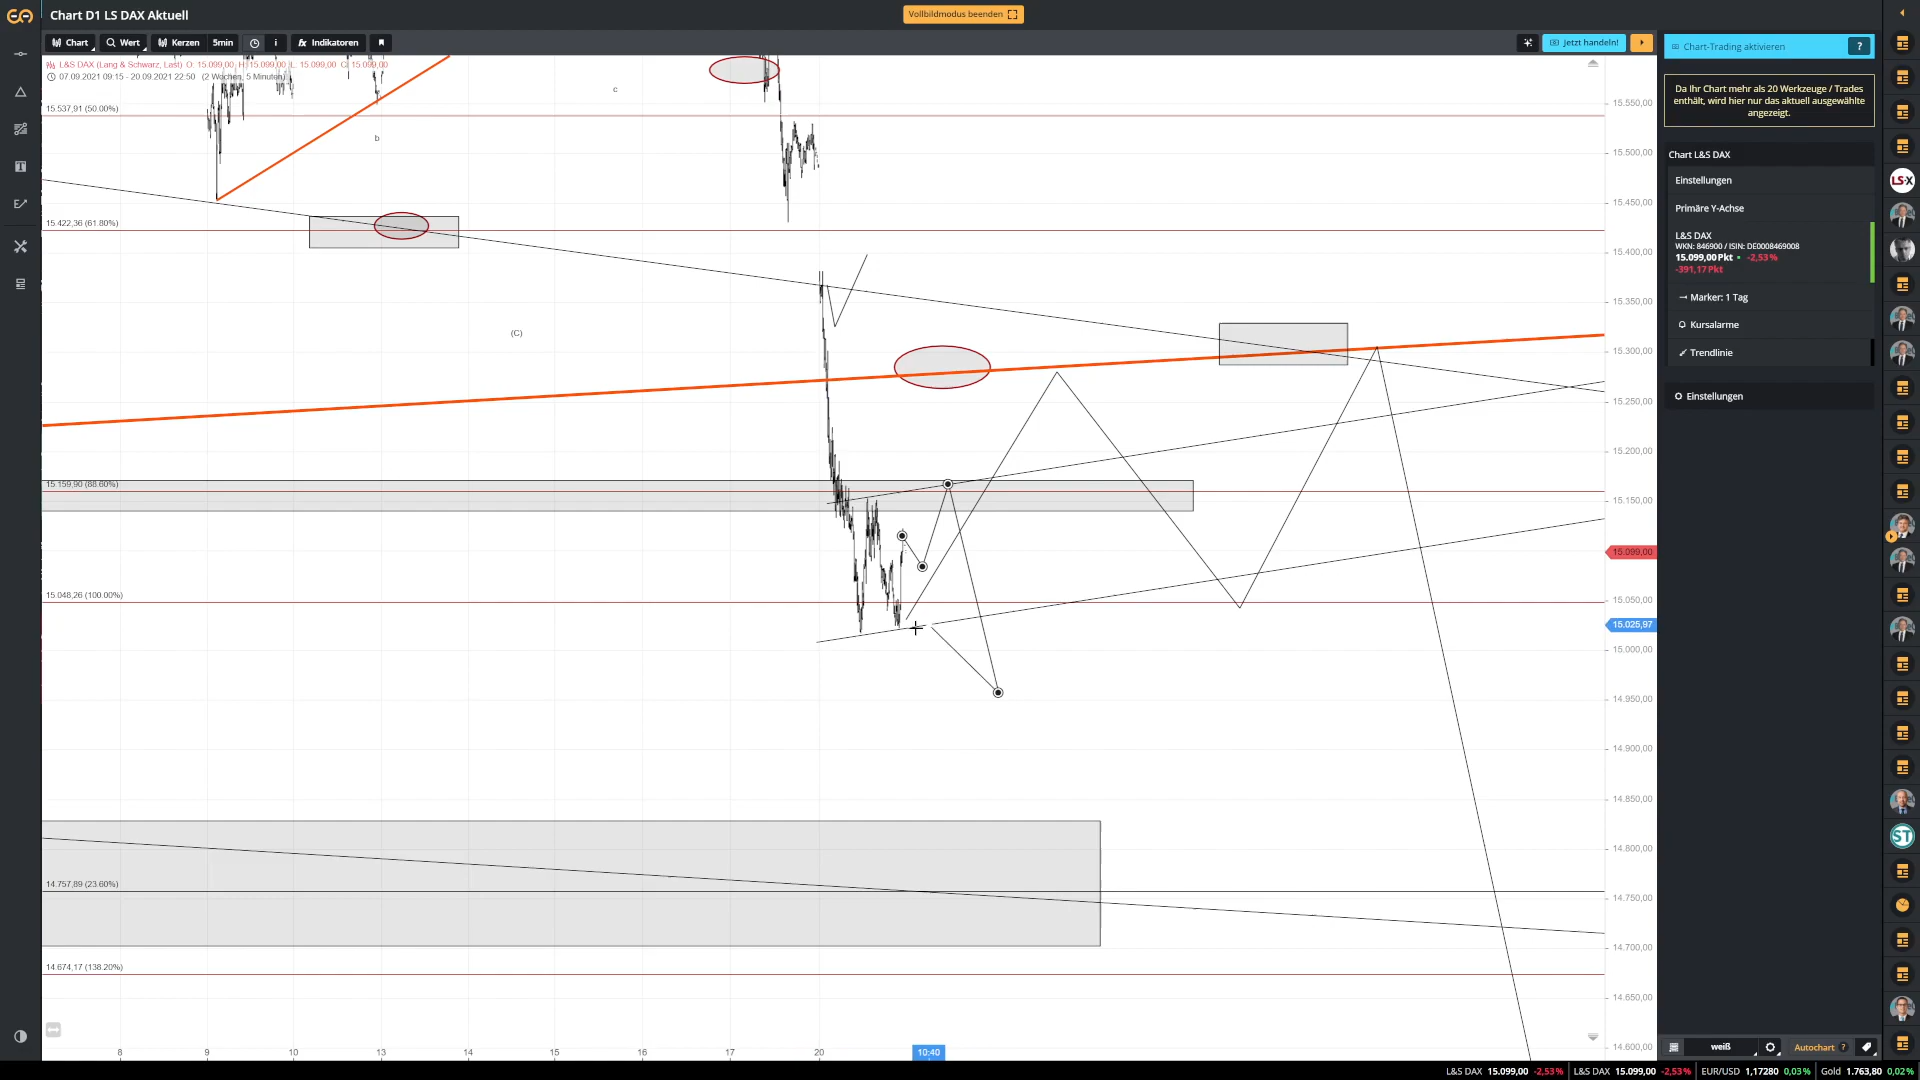 Chart D1 LS DAX Aktuell
Vollbildmodus beenden
Chart
Wert
Kerzen
5min
i
fx Indikatoren
Jetzt handeln!
Chart-Trading aktivieren
?
L&S DAX (Lang & Schwarz, Last) O: 15.099,00 H: 15.099,00 L: 15.099,00 C: 15.099,00
07.09.2021 09:15 - 20.09.2021 22:50 (2 Wochen, 5 Minuten)
c
b
(C)
15.537,91 (50.00%)
15.422,36 (61.80%)
15.159,90 (88.60%)
15.048,26 (100.00%)
14.757,89 (23.60%)
14.674,17 (138.20%)
15.550,00
15.500,00
15.450,00
15.400,00
15.350,00
15.300,00
15.250,00
15.200,00
15.150,00
15.099,00
15.050,00
15.025,97
15.000,00
14.950,00
14.900,00
14.850,00
14.800,00
14.750,00
14.700,00
14.650,00
14.600,00
8 9 10 13 14 15 16 17 20 10:40
Da Ihr Chart mehr als 20 Werkzeuge / Trades
enthält, wird hier nur das aktuell ausgewählte
angezeigt.
Chart L&S DAX
Einstellungen
Primäre Y-Achse
L&S DAX
WKN: 846900 / ISIN: DE0008469008
15.099,00 Pkt • -2,53%
-391,17 Pkt
Marker: 1 Tag
Kursalarme
Trendlinie
Einstellungen
LS-X
ST
weiß
Autochart ?
L&S DAX 15.099,00 -2,53% L&S DAX 15.099,00 -2,53% EUR/USD 1,17280 0,03% Gold 1.763,80 0,02%